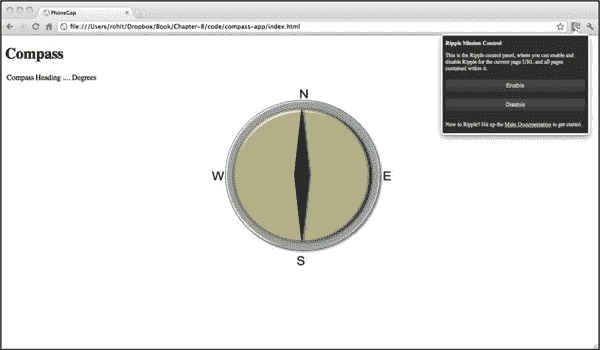 PhoneGap
file:///Users/rohit/Dropbox/Book/Chapter-8/code/compass-app/index.html
Compass
Compass Heading .... Degrees
N
W
E
S
Ripple Mission Control
This is the Ripple control panel, where you can enable and
disable Ripple for the current page URL and all pages
contained within it.
Enable
Disable
New to Ripple? Hit up the Main Documentation to get started.